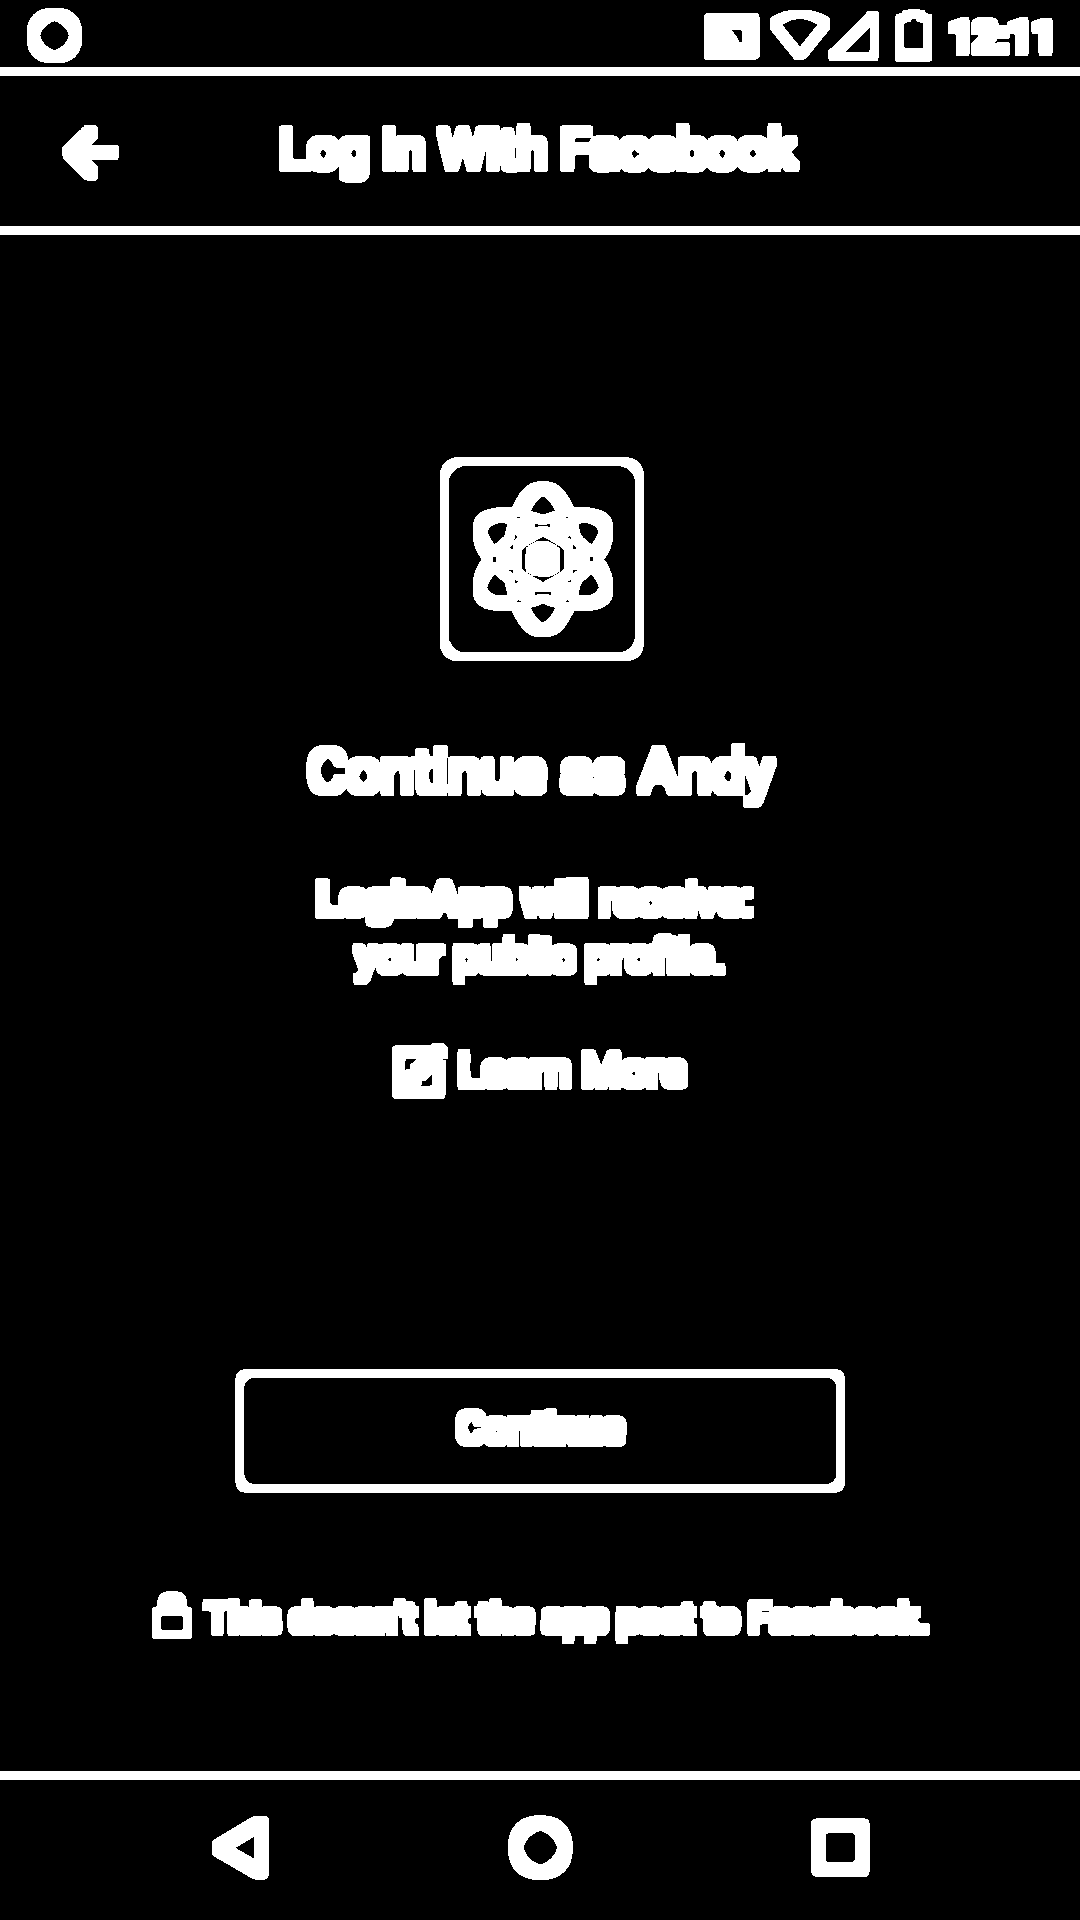 12:11
Log in With Facebook
Continue as Andy
LoginApp will receive:
your public profile.
Learn More
Continue
This doesn't let the app post to Facebook.